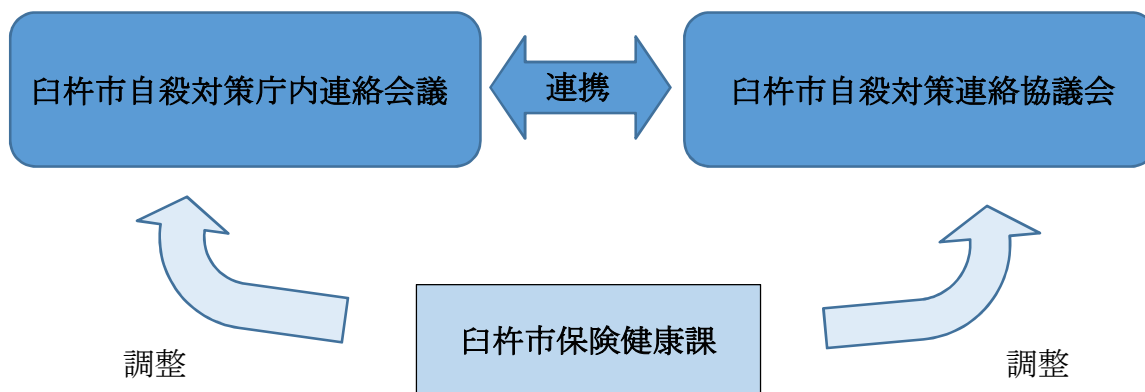 臼杵市自殺対策庁内連絡会議
連携
臼杵市自殺対策連絡協議会
臼杵市保険健康課
調整
調整